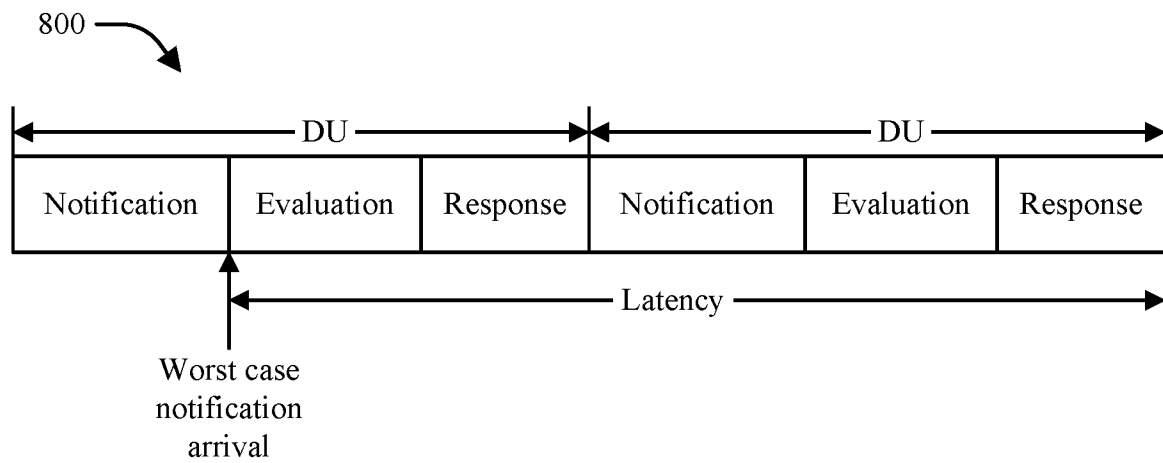 800
DU DU
Notification Evaluation Response Notification Evaluation Response
Latency
Worst case
notification
arrival